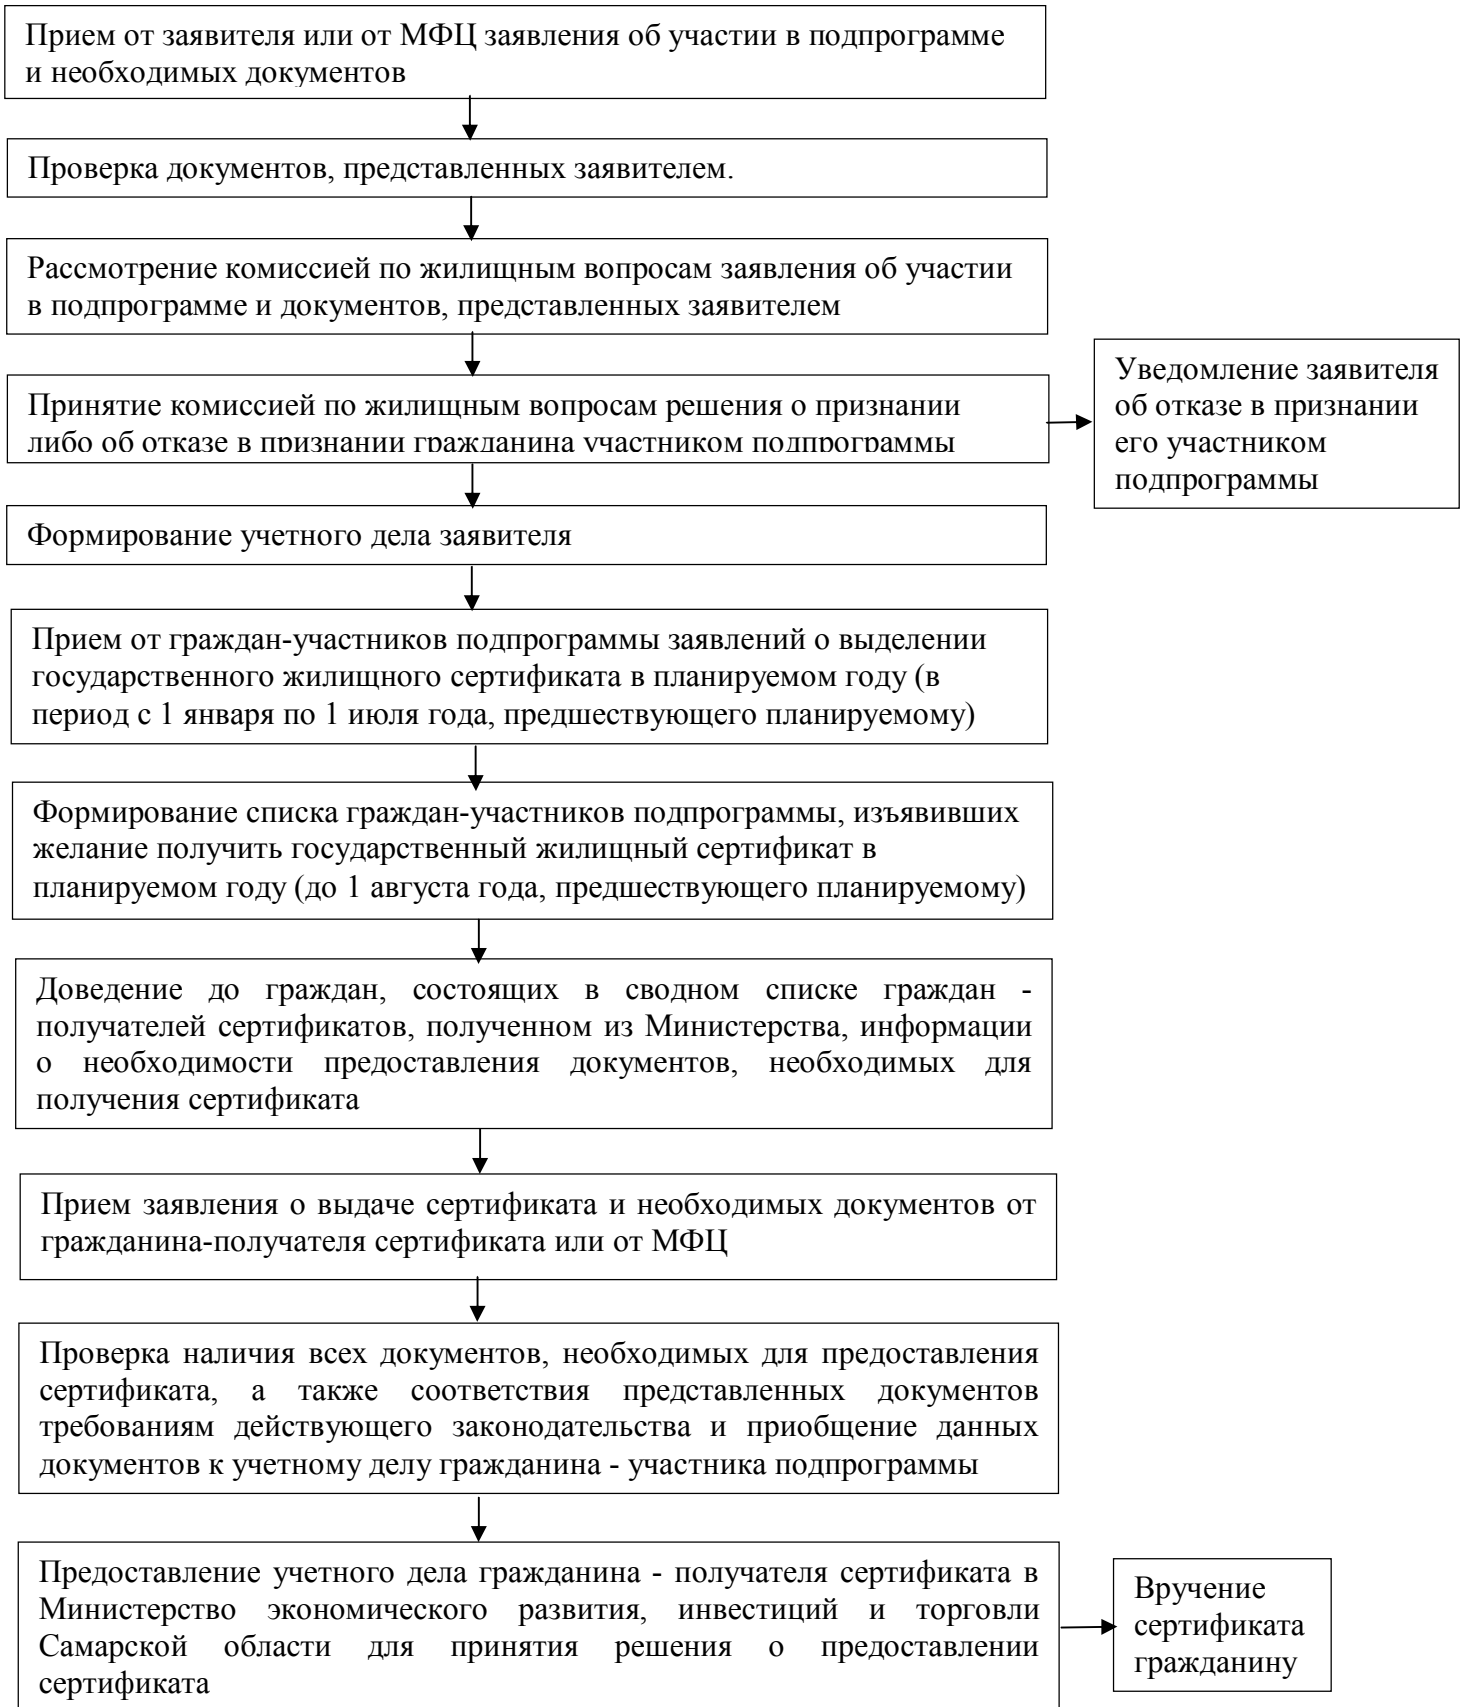 Прием от заявителя или от МФЦ заявления об участии в подпрограмме
и необходимых документов
Проверка документов, представленных заявителем.
Рассмотрение комиссией по жилищным вопросам заявления об участии
в подпрограмме и документов, представленных заявителем
Принятие комиссией по жилищным вопросам решения о признании
либо об отказе в признании гражданина участником подпрограммы
Уведомление заявителя
об отказе в признании
его участником
подпрограммы
Формирование учетного дела заявителя
Прием от граждан-участников подпрограммы заявлений о выделении
государственного жилищного сертификата в планируемом году (в
период с 1 января по 1 июля года, предшествующего планируемому)
Формирование списка граждан-участников подпрограммы, изъявивших
желание получить государственный жилищный сертификат в
планируемом году (до 1 августа года, предшествующего планируемому)
Доведение до граждан, состоящих в сводном списке граждан -
получателей сертификатов, полученном из Министерства, информации
о необходимости предоставления документов, необходимых для
получения сертификата
Прием заявления о выдаче сертификата и необходимых документов от
гражданина-получателя сертификата или от МФЦ
Проверка наличия всех документов, необходимых для предоставления
сертификата, а также соответствия представленных документов
требованиям действующего законодательства и приобщение данных
документов к учетному делу гражданина - участника подпрограммы
Предоставление учетного дела гражданина - получателя сертификата в
Министерство экономического развития, инвестиций и торговли
Самарской области для принятия решения о предоставлении
сертификата
Вручение
сертификата
гражданину